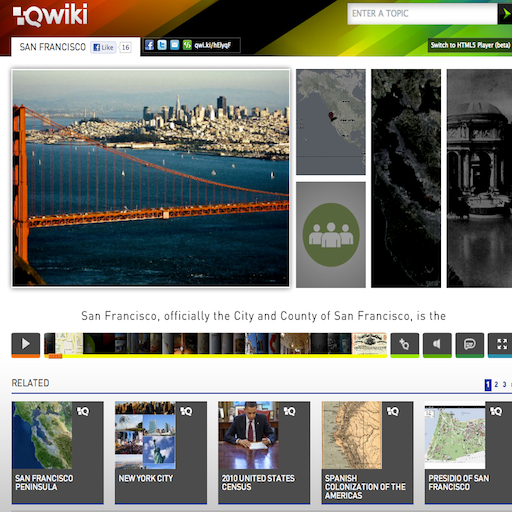 Qwiki
ENTER A TOPIC
SAN FRANCISCO
Like
16
qwi.ki/hElyqF
Switch to HTML5 Player (beta)
San Francisco, officially the City and County of San Francisco, is the
RELATED
1 2 3
SAN FRANCISCO
PENINSULA
NEW YORK CITY
2010 UNITED STATES
CENSUS
SPANISH
COLONIZATION OF THE
AMERICAS
PRESIDIO OF SAN
FRANCISCO